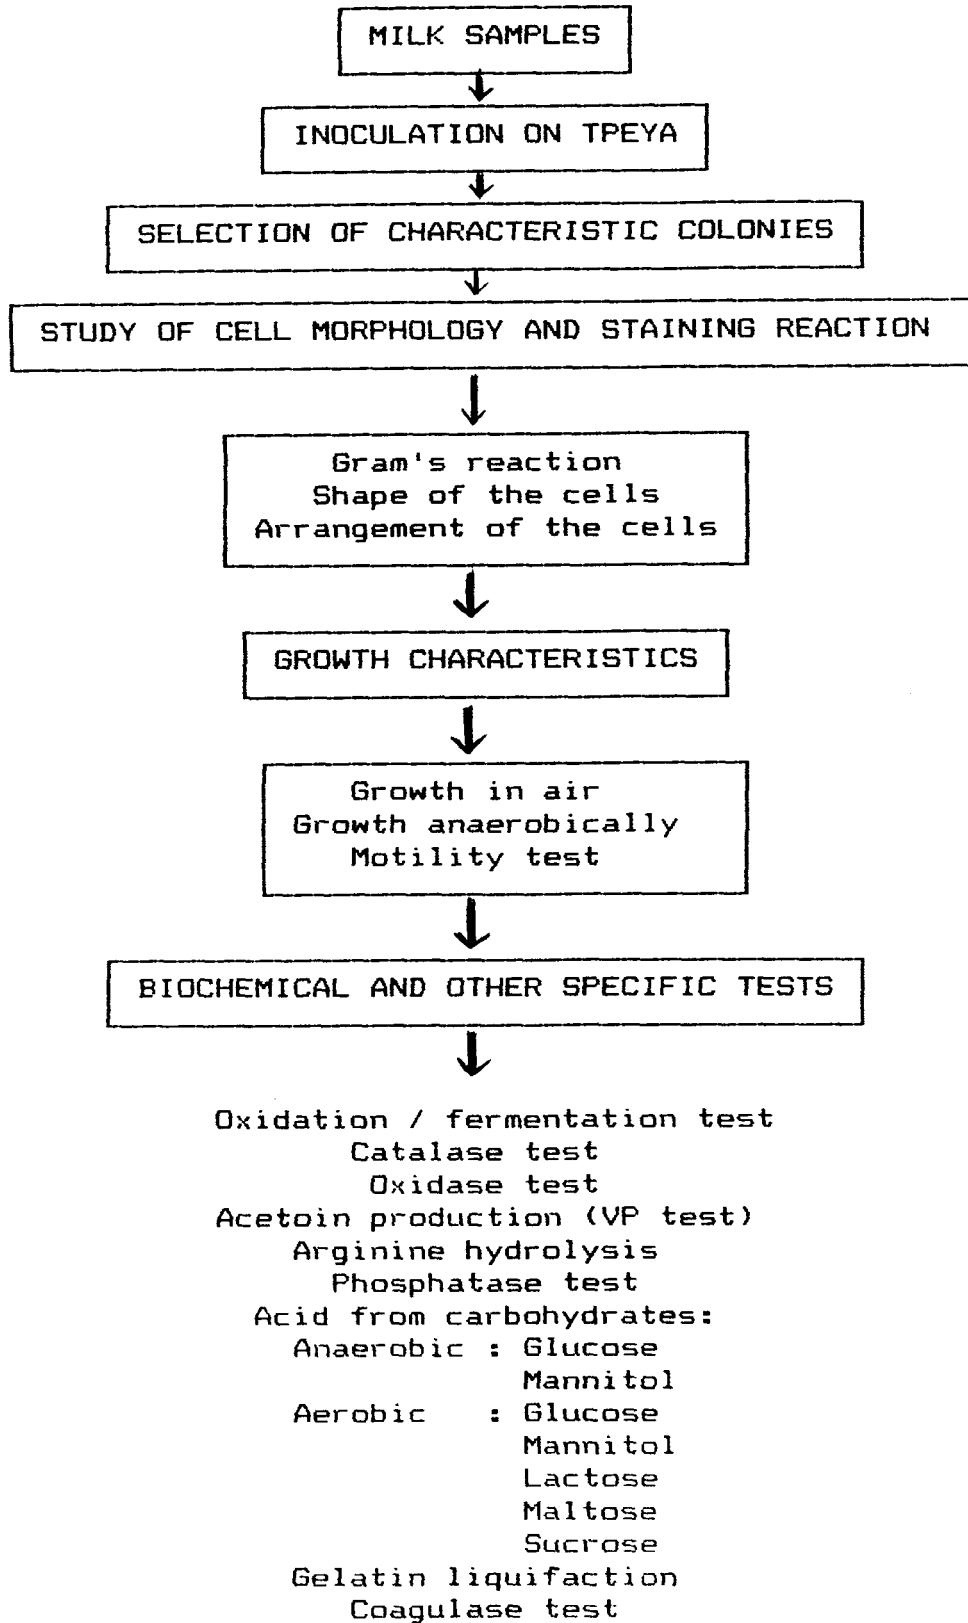 MILK SAMPLES
INOCULATION ON TPEYA
SELECTION OF CHARACTERISTIC COLONIES
STUDY OF CELL MORPHOLOGY AND STAINING REACTION
Gram's reaction
Shape of the cells
Arrangement of the cells
GROWTH CHARACTERISTICS
Growth in air
Growth anaerobically
Motility test
BIOCHEMICAL AND OTHER SPECIFIC TESTS
Oxidation / fermentation test
Catalase test
Oxidase test
Acetoin production (VP test)
Arginine hydrolysis
Phosphatase test
Acid from carbohydrates:
Anaerobic : Glucose
Mannitol
Aerobic : Glucose
Mannitol
Lactose
Maltose
Sucrose
Gelatin liquifaction
Coagulase test